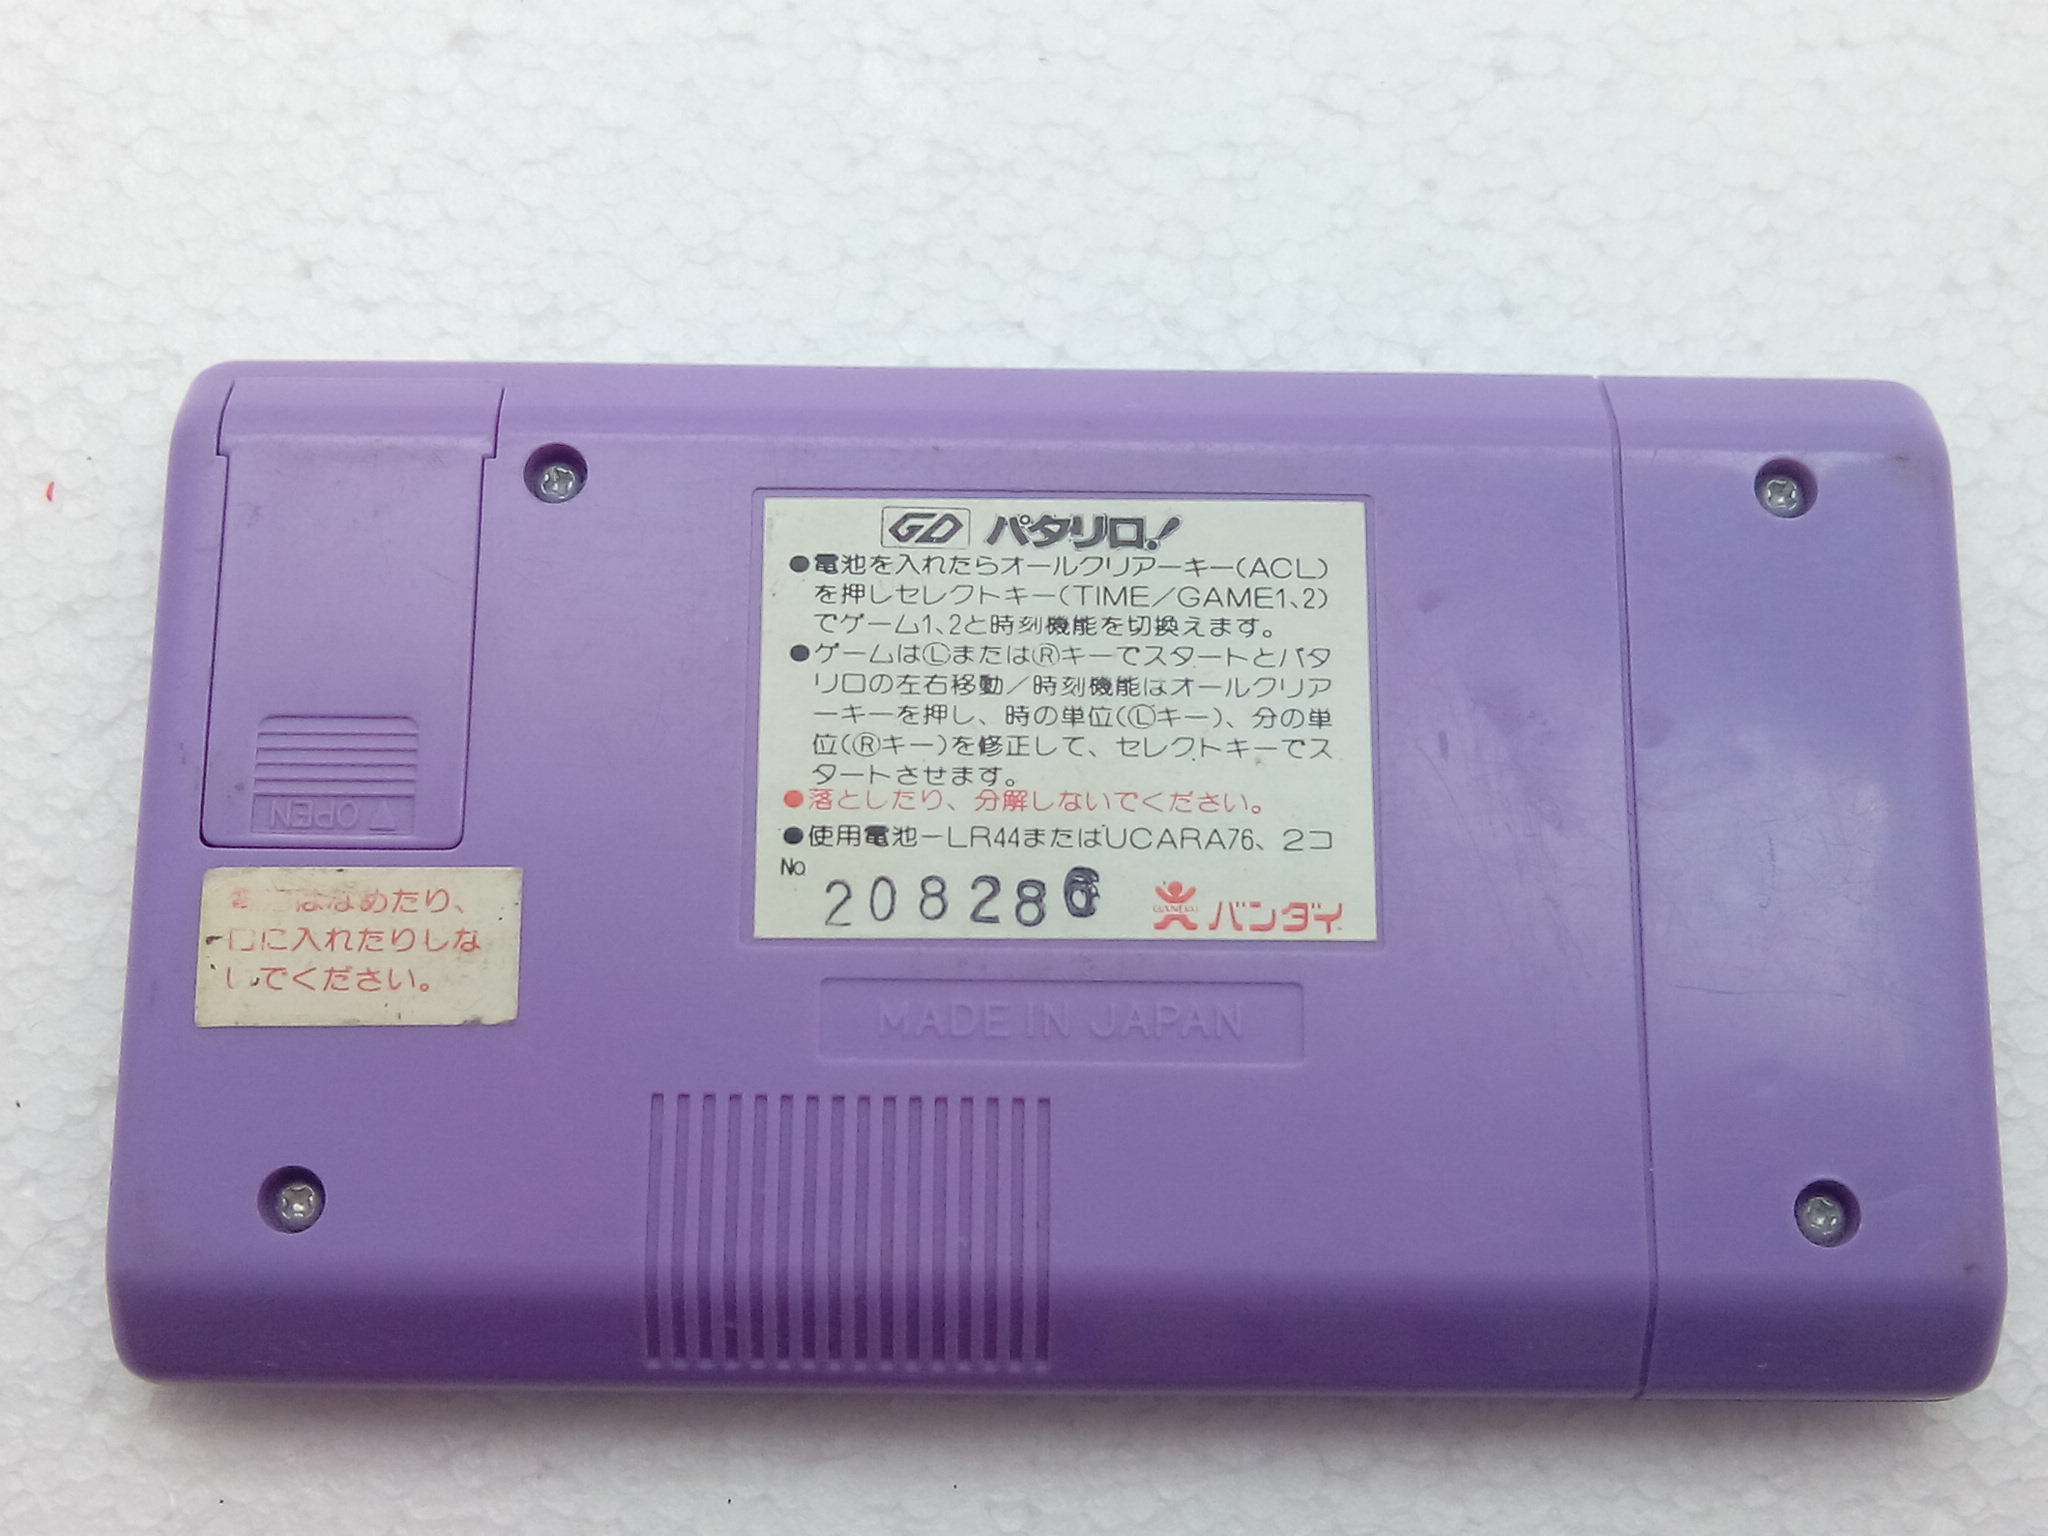 GD パタリロ!
●電池を入れたらオールクリアーキー(ACL)
を押しセレクトキー(TIME/GAME1、2)
でゲーム1、2と時刻機能を切換えます。
●ゲームはⓁまたはⓇキーでスタートとパタ
リロの左右移動/時刻機能はオールクリア
ーキーを押し、時の単位(Ⓛキー)、分の単
位(Ⓡキー)を修正して、セレクトキーでス
タートさせます。
●落としたり、分解しないでください。
●使用電池-LR44またはUCARA76、2コ
No.
208286
バンダイ
MADE IN JAPAN
▽OPEN
はなめたり、
口に入れたりしな
いでください。